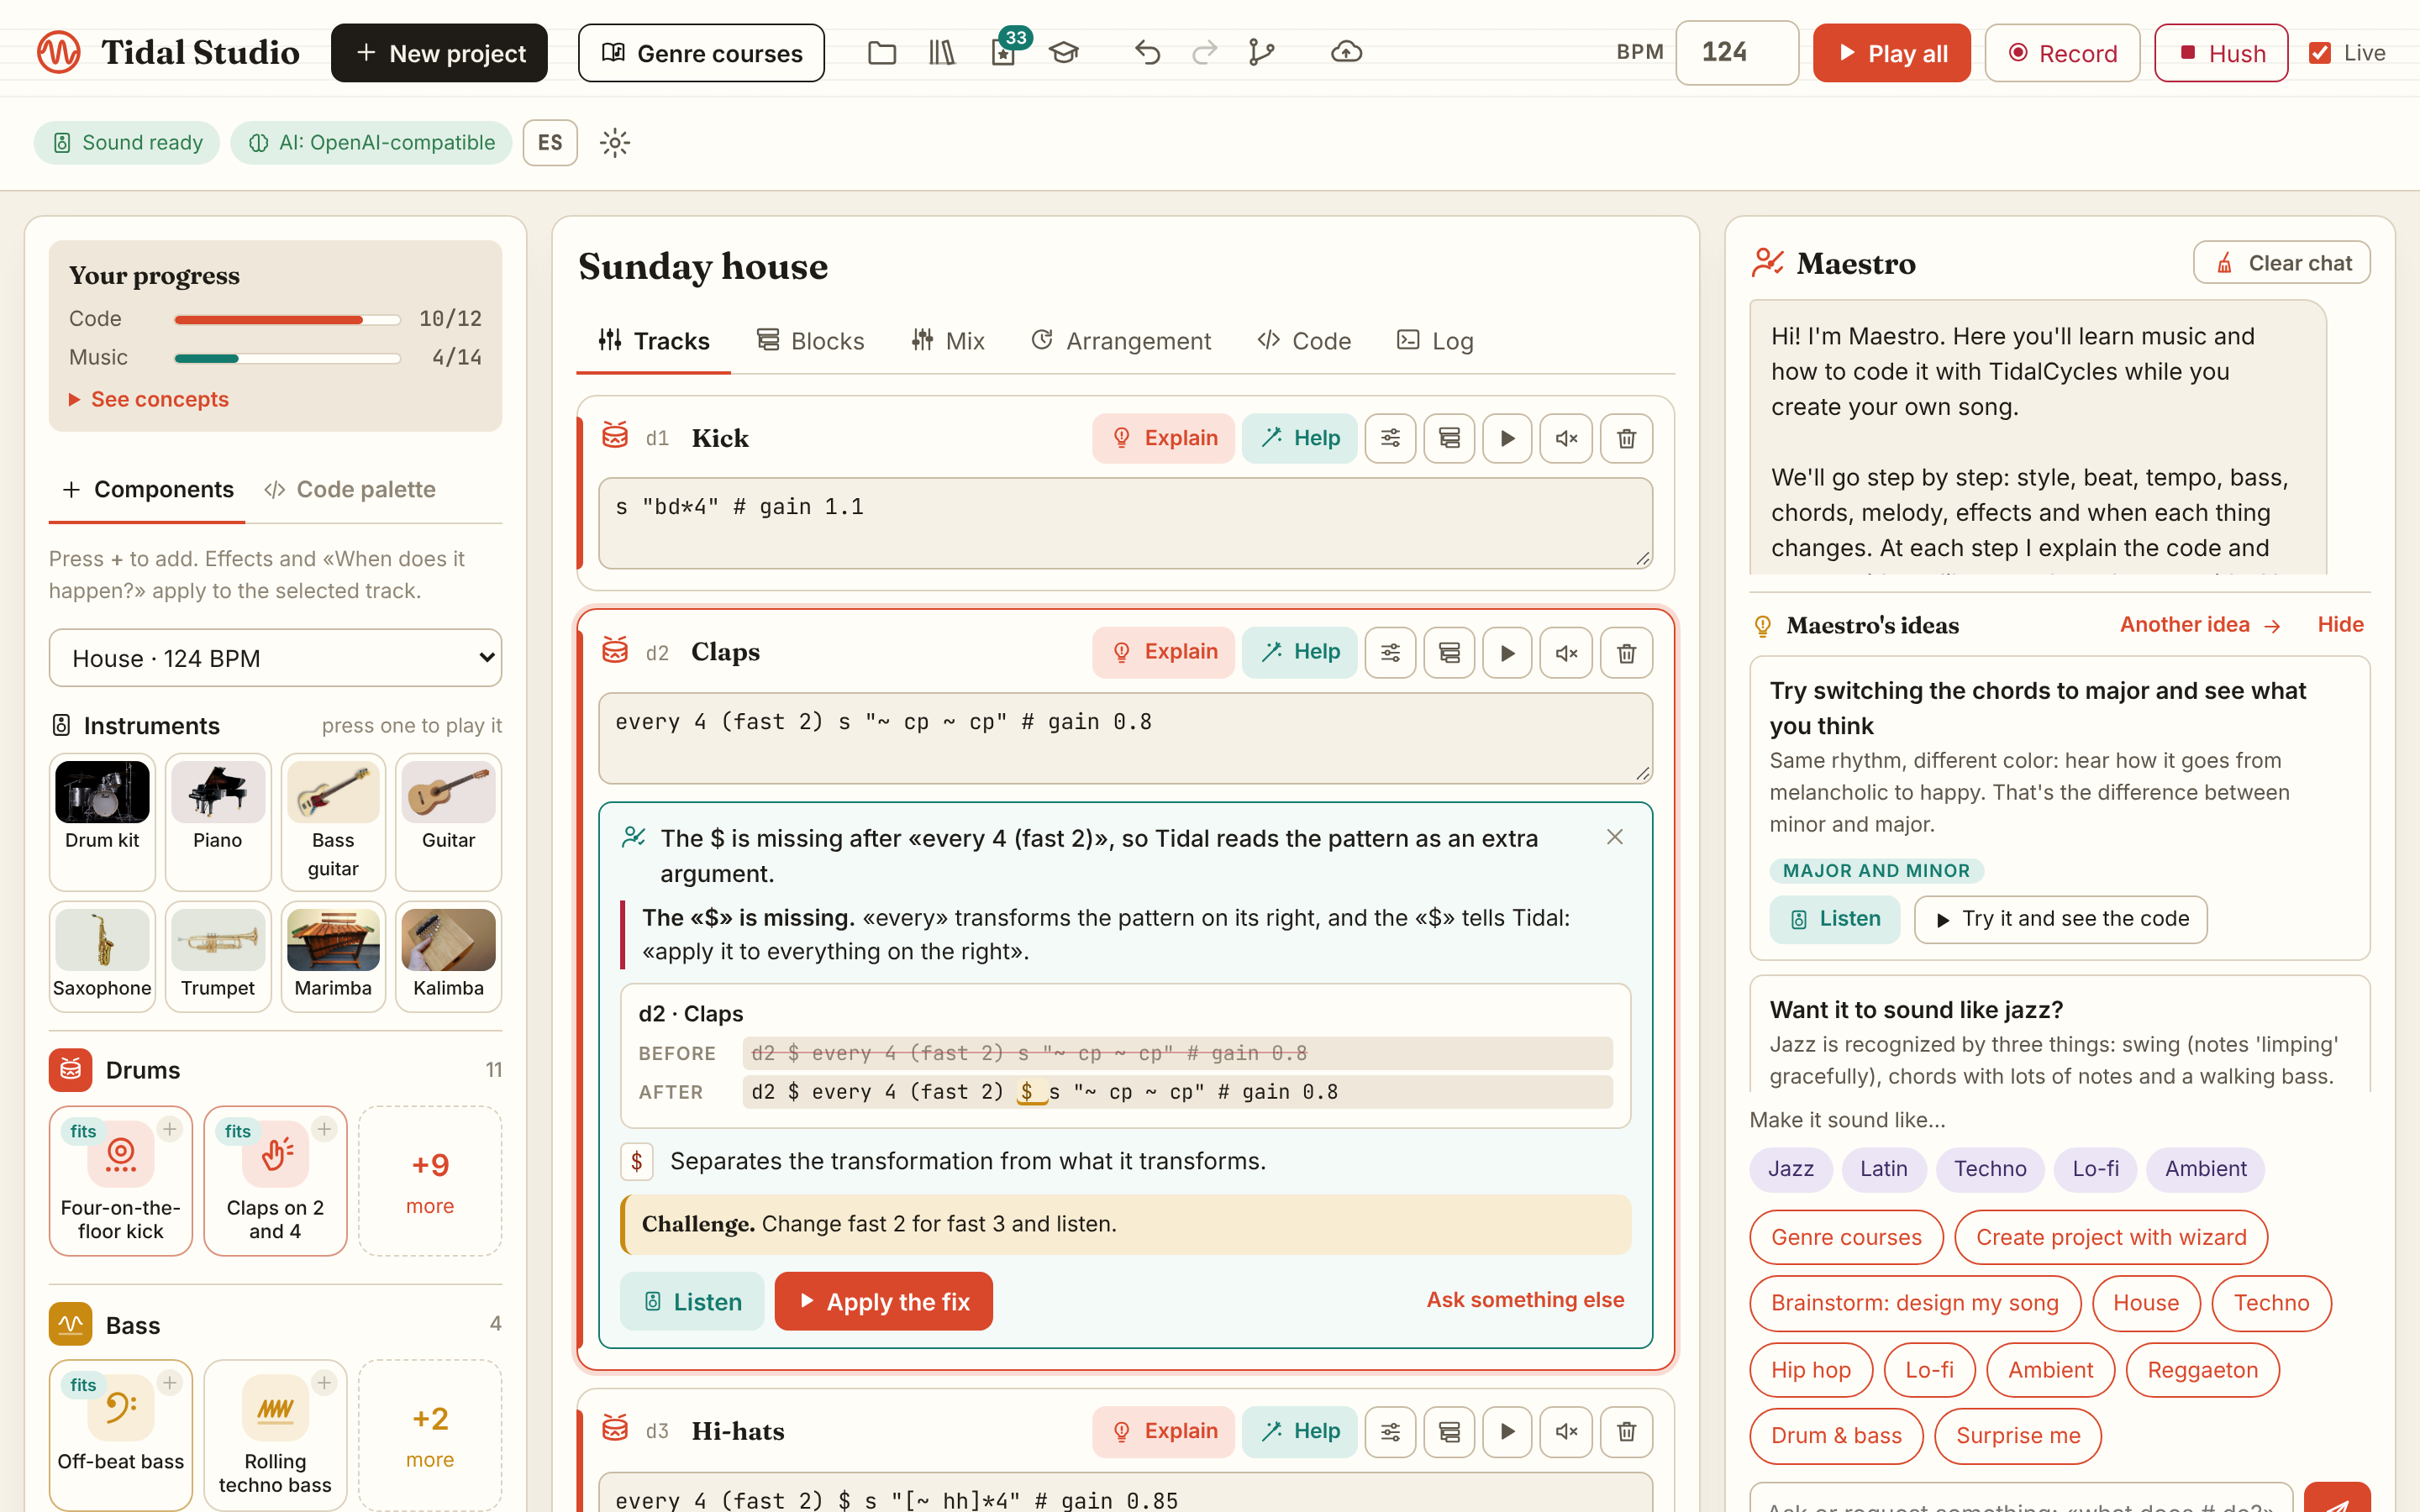 Tidal Studio
New project
Genre courses
33
BPM
124
Play all
Record
Hush
Live
Sound ready
AI: OpenAI-compatible
ES
Your progress
Code 10/12
Music 4/14
See concepts
Components
Code palette
Press + to add. Effects and «When does it
happen?» apply to the selected track.
House · 124 BPM
Instruments
press one to play it
Drum kit
Piano
Bass
guitar
Guitar
Saxophone
Trumpet
Marimba
Kalimba
Drums
11
fits
Four-on-the-
floor kick
fits
Claps on 2
and 4
+9
more
Bass
4
fits
Off-beat bass
Rolling
techno bass
+2
more
Sunday house
Tracks
Blocks
Mix
Arrangement
Code
Log
d1 Kick
Explain
Help
s "bd*4" # gain 1.1
d2 Claps
Explain
Help
every 4 (fast 2) s "~ cp ~ cp" # gain 0.8
The $ is missing after «every 4 (fast 2)», so Tidal reads the pattern as an extra
argument.
The «$» is missing. «every» transforms the pattern on its right, and the «$» tells Tidal:
«apply it to everything on the right».
d2 · Claps
BEFORE d2 $ every 4 (fast 2) s "~ cp ~ cp" # gain 0.8
AFTER d2 $ every 4 (fast 2) $ s "~ cp ~ cp" # gain 0.8
$ Separates the transformation from what it transforms.
Challenge. Change fast 2 for fast 3 and listen.
Listen
Apply the fix
Ask something else
d3 Hi-hats
Explain
Help
every 4 (fast 2) $ s "[~ hh]*4" # gain 0.85
Maestro
Clear chat
Hi! I'm Maestro. Here you'll learn music and
how to code it with TidalCycles while you
create your own song.
We'll go step by step: style, beat, tempo, bass,
chords, melody, effects and when each thing
changes. At each step I explain the code and
Maestro's ideas
Another idea →
Hide
Try switching the chords to major and see what
you think
Same rhythm, different color: hear how it goes from
melancholic to happy. That's the difference between
minor and major.
MAJOR AND MINOR
Listen
Try it and see the code
Want it to sound like jazz?
Jazz is recognized by three things: swing (notes 'limping'
gracefully), chords with lots of notes and a walking bass.
Make it sound like...
Jazz
Latin
Techno
Lo-fi
Ambient
Genre courses
Create project with wizard
Brainstorm: design my song
House
Techno
Hip hop
Lo-fi
Ambient
Reggaeton
Drum & bass
Surprise me
Ask or request something: «what does # do?»